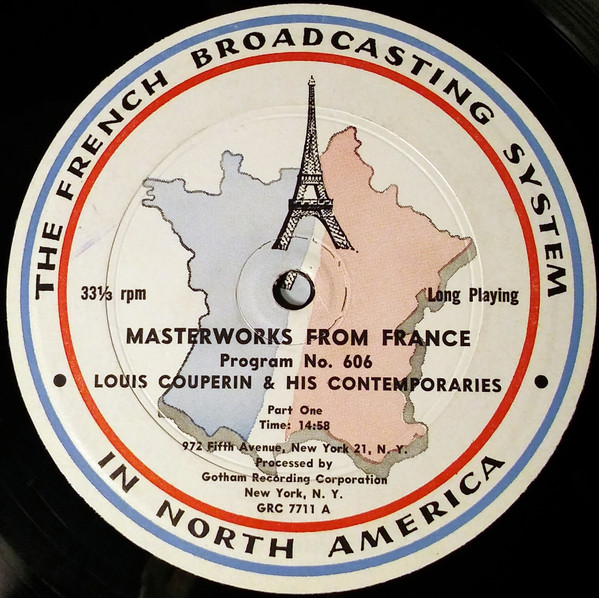 THE FRENCH BROADCASTING SYSTEM
33⅓ rpm
Long Playing
MASTERWORKS FROM FRANCE
Program No. 606
• LOUIS COUPERIN & HIS CONTEMPORARIES •
Part One
Time: 14:58
972 Fifth Avenue, New York 21, N. Y.
Processed by
Gotham Recording Corporation
New York, N. Y.
GRC 7711 A
IN NORTH AMERICA